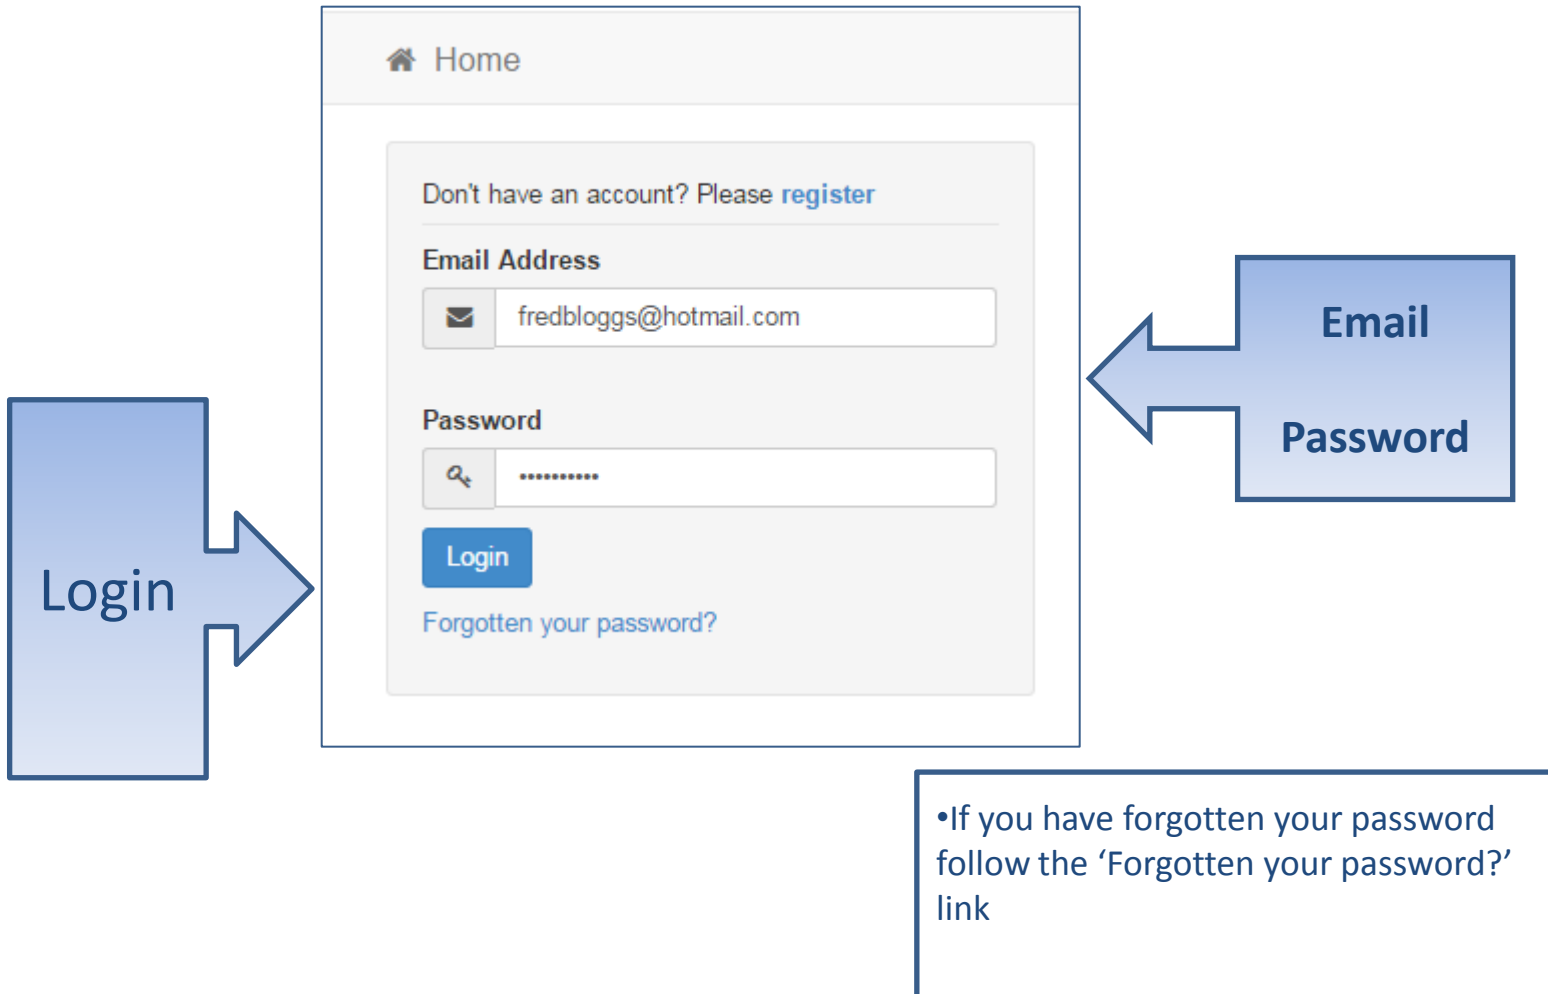 Home
Don't have an account? Please register
Email Address
fredbloggs@hotmail.com
Password
••••••••••
Login
Forgotten your password?
Login
Email
Password
•If you have forgotten your password
follow the ‘Forgotten your password?’
link